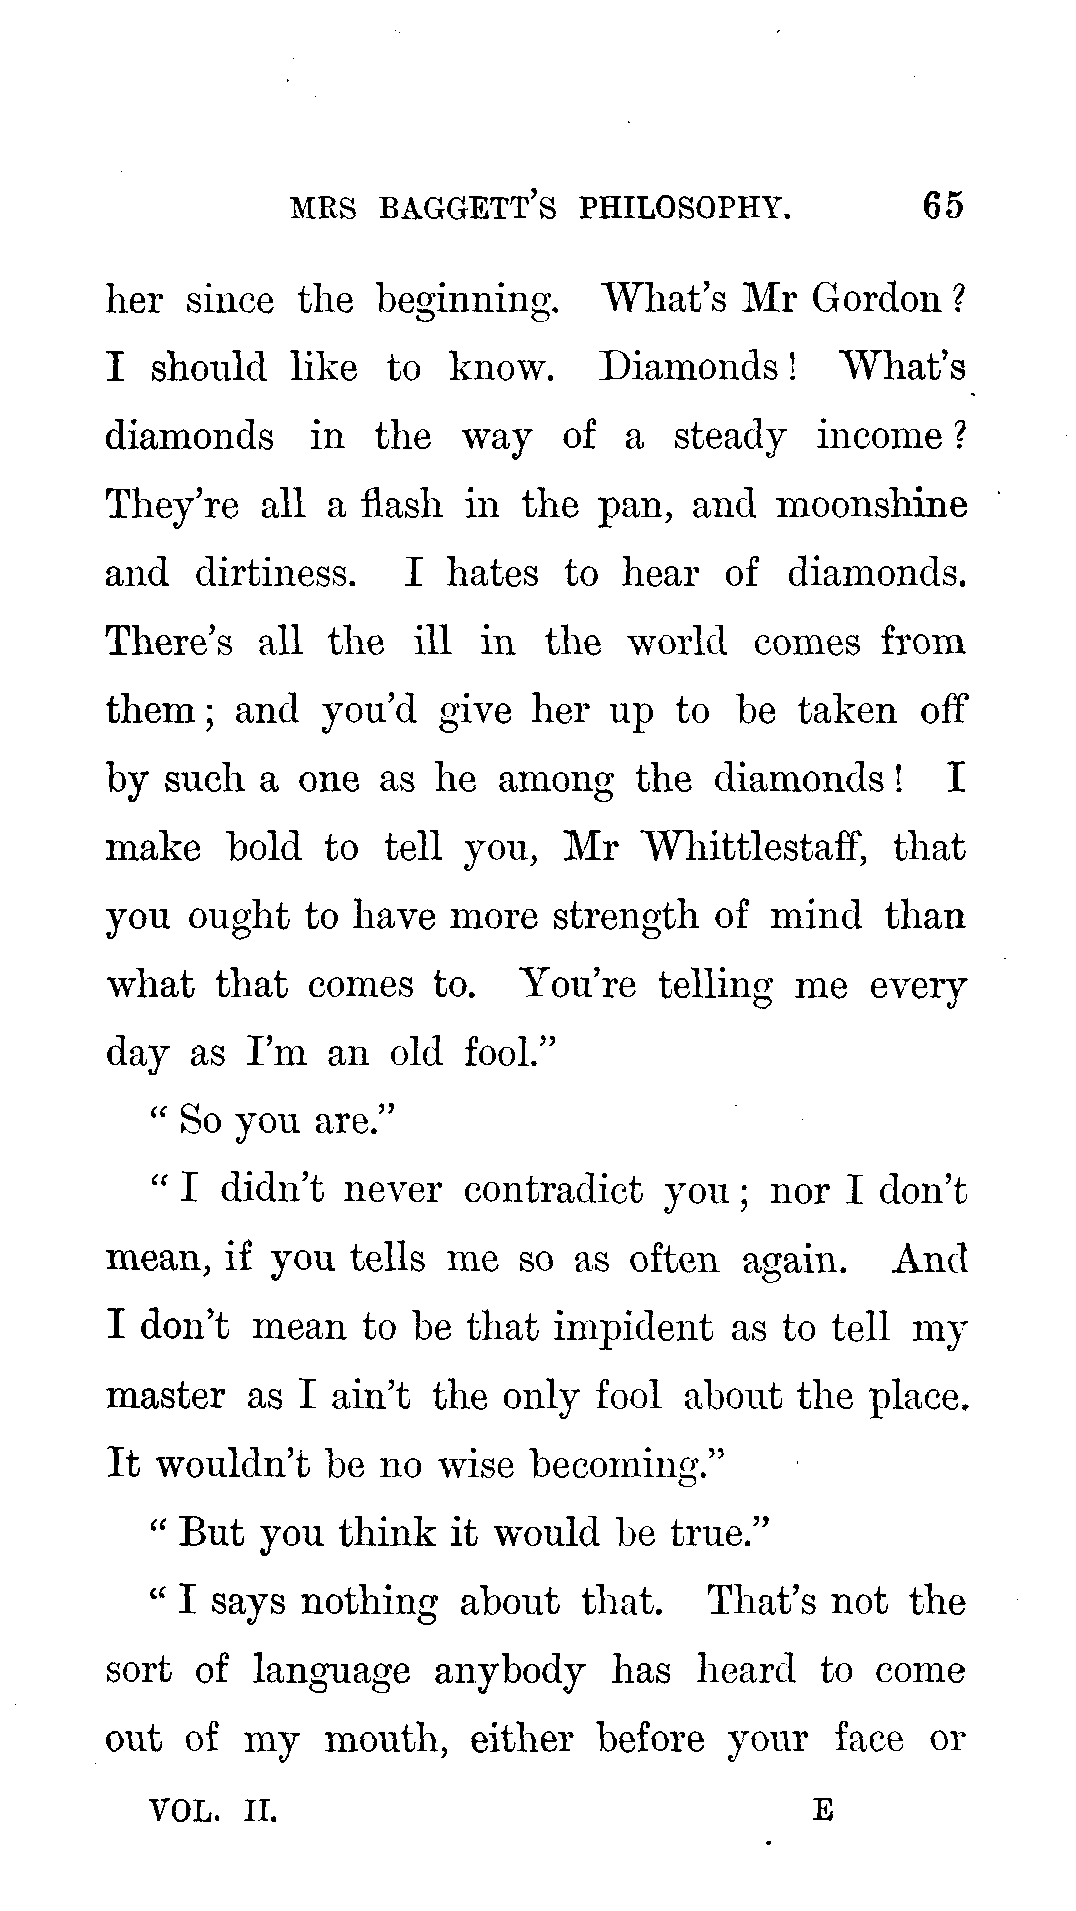 MRS BAGGETT'S PHILOSOPHY. 65
her since the beginning. What's Mr Gordon?
I should like to know. Diamonds! What's
diamonds in the way of a steady income?
They're all a flash in the pan, and moonshine
and dirtiness. I hates to hear of diamonds.
There's all the ill in the world comes from
them; and you'd give her up to be taken off
by such a one as he among the diamonds! I
make bold to tell you, Mr Whittlestaff, that
you ought to have more strength of mind than
what that comes to. You're telling me every
day as I'm an old fool."
"So you are."
"I didn't never contradict you; nor I don't
mean, if you tells me so as often again. And
I don't mean to be that impident as to tell my
master as I ain't the only fool about the place.
It wouldn't be no wise becoming."
"But you think it would be true."
"I says nothing about that. That's not the
sort of language anybody has heard to come
out of my mouth, either before your face or
VOL. II. E